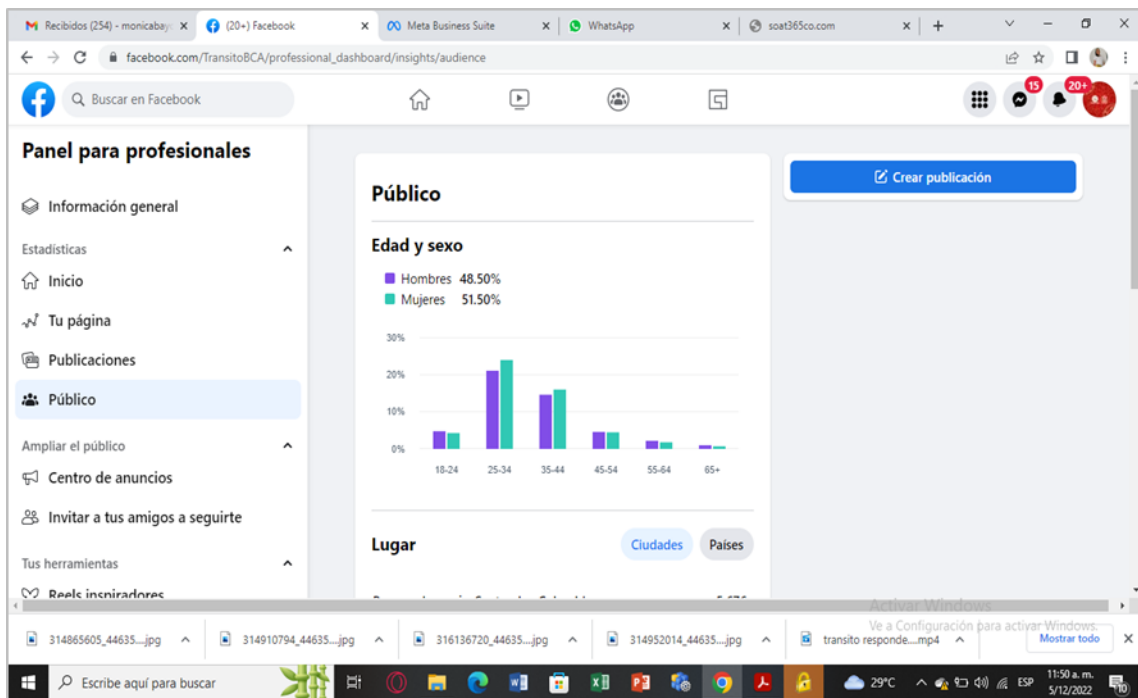 Recibidos (254) - monicabay
(20+) Facebook
Meta Business Suite
WhatsApp
soat365co.com
facebook.com/TransitoBCA/professional_dashboard/insights/audience
Buscar en Facebook
15
20+
Panel para profesionales
Información general
Estadísticas
Inicio
Tu página
Publicaciones
Público
Ampliar el público
Centro de anuncios
Invitar a tus amigos a seguirte
Tus herramientas
Reels inspiradores
Público
Edad y sexo
Hombres 48.50%
Mujeres 51.50%
30%
20%
10%
0%
18-24 25-34 35-44 45-54 55-64 65+
Lugar
Ciudades Países
Crear publicación
Activar Windows
Ve a Configuración para activar Windows.
314865605_44635....jpg
314910794_44635....jpg
316136720_44635....jpg
314952014_44635....jpg
transito responde....mp4
Mostrar todo
Escribe aquí para buscar
29°C
ESP
11:50 a. m.
5/12/2022